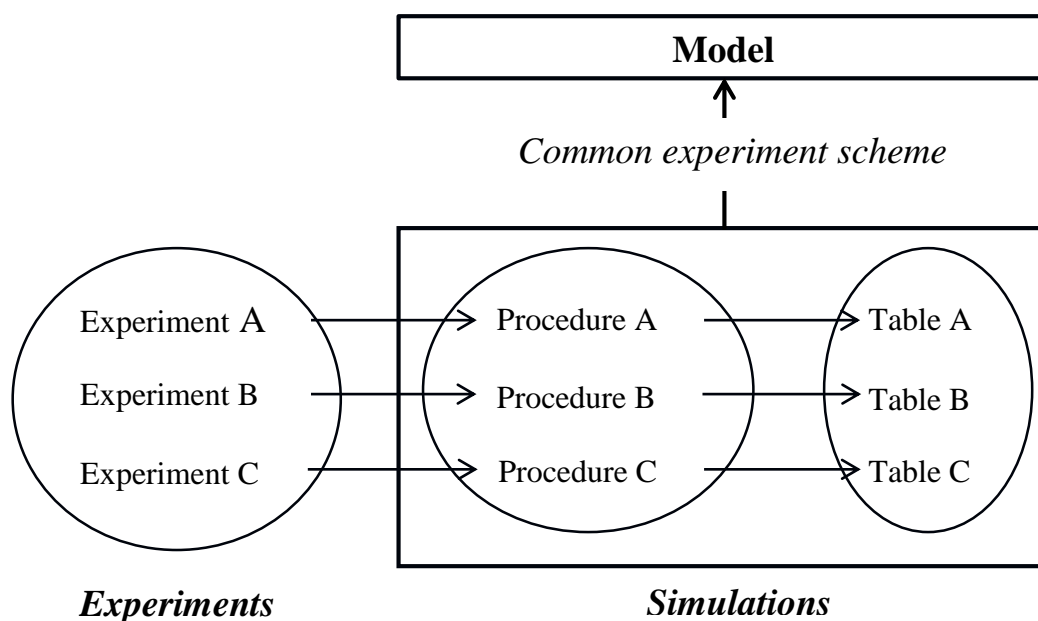 Model
Common experiment scheme
Experiment A Procedure A Table A
Experiment B Procedure B Table B
Experiment C Procedure C Table C
Experiments Simulations